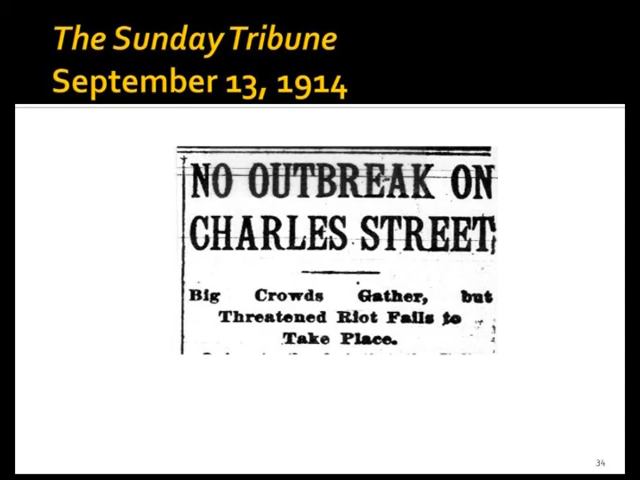 The Sunday Tribune
September 13, 1914
NO OUTBREAK ON
CHARLES STREET
Big Crowds Gather, but
Threatened Riot Fails to
Take Place.
34